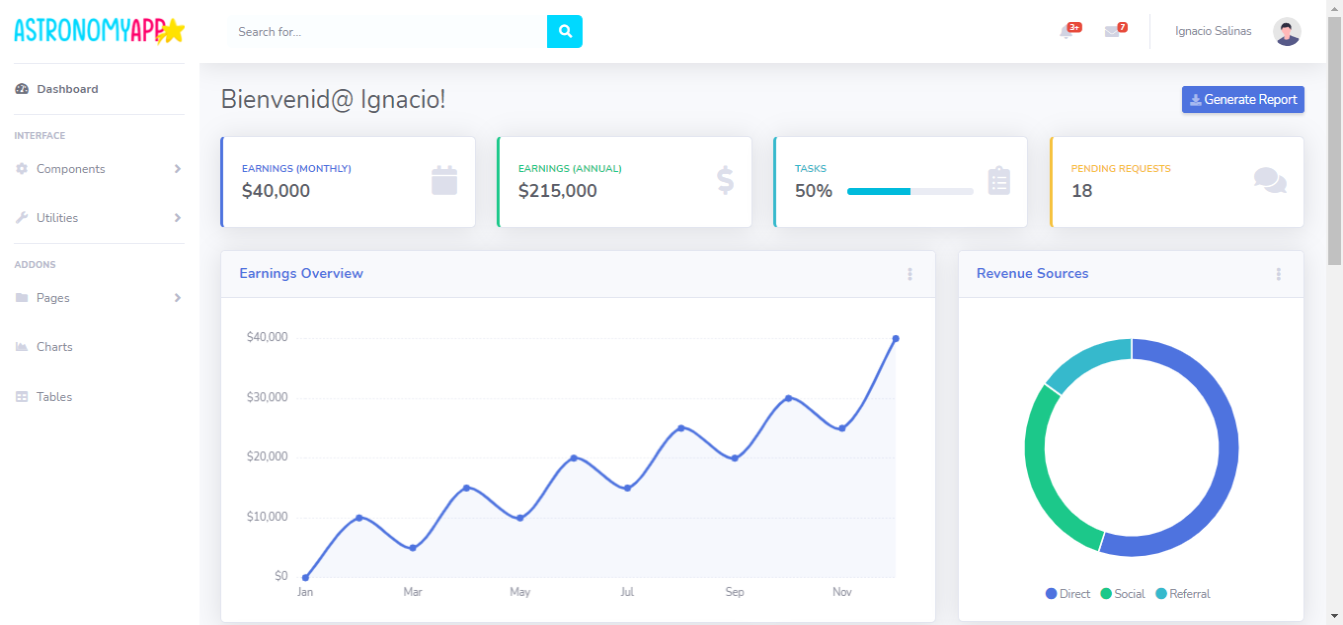 ASTRONOMYAPP
Search for...
3+
7
Ignacio Salinas
Dashboard
INTERFACE
Components
Utilities
ADDONS
Pages
Charts
Tables
Bienvenid@ Ignacio!
Generate Report
EARNINGS (MONTHLY)
$40,000
EARNINGS (ANNUAL)
$215,000
TASKS
50%
PENDING REQUESTS
18
Earnings Overview
$40,000
$30,000
$20,000
$10,000
$0
Jan Mar May Jul Sep Nov
Revenue Sources
Direct Social Referral